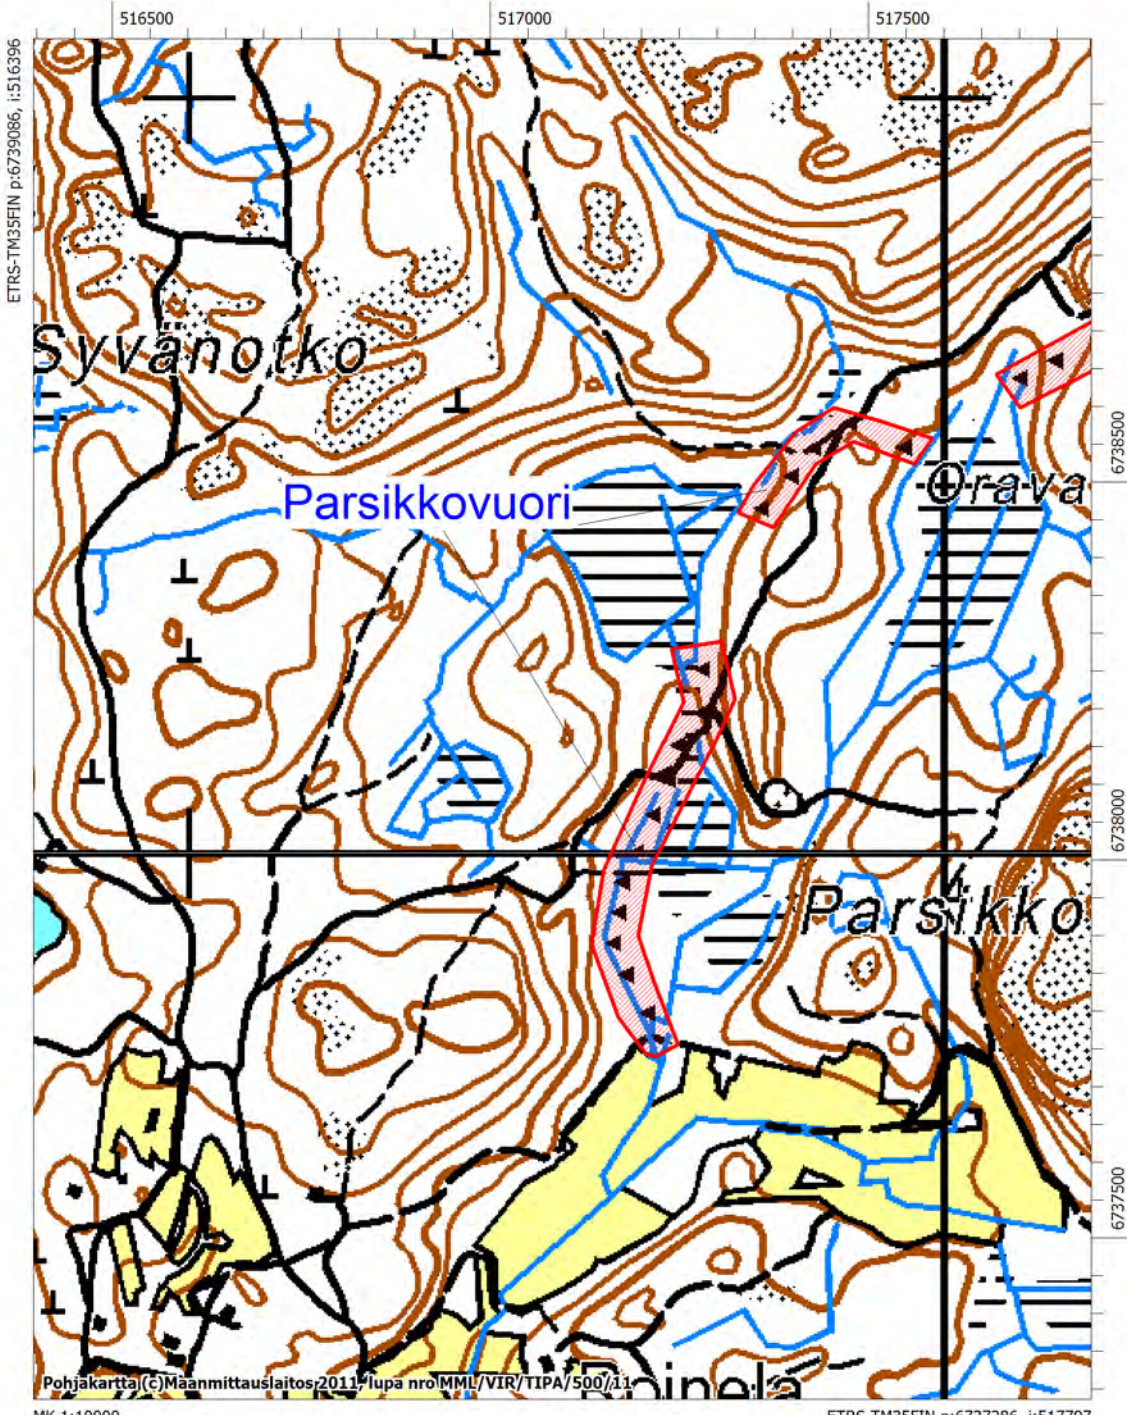 516500
517000
517500
ETRS-TM35FIN p:6739086, i:516396
Syvänotko
6738500
Orava
Parsikkovuori
6738000
Parsikko
6737500
Pohjakartta (c)Maanmittauslaitos 2011, lupa nro MML/VIR/TIPA/500/11